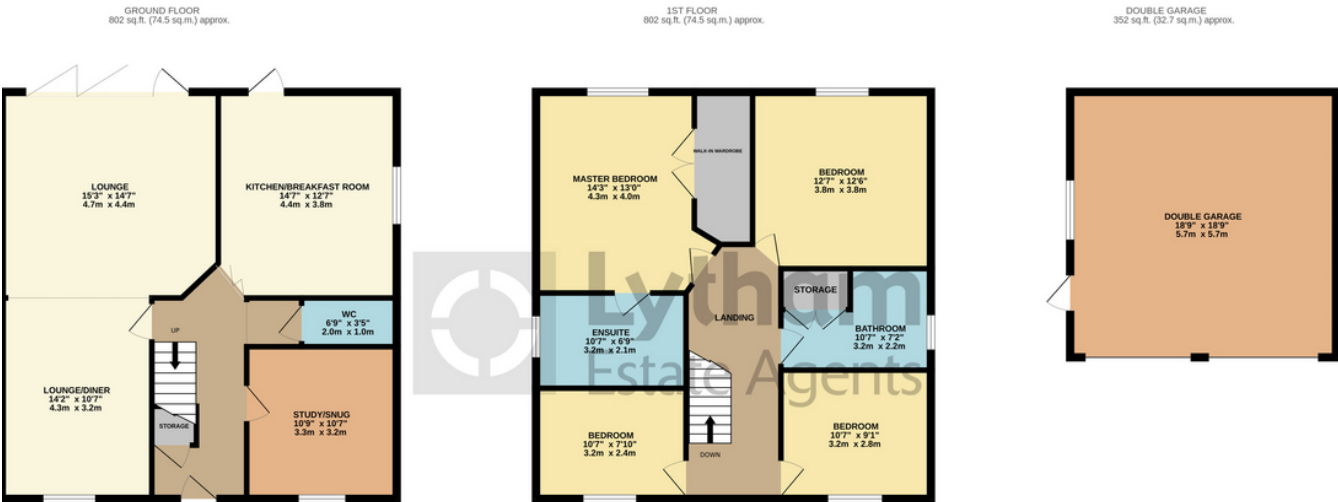 GROUND FLOOR
802 sq.ft. (74.5 sq.m.) approx.
1ST FLOOR
802 sq.ft. (74.5 sq.m.) approx.
DOUBLE GARAGE
352 sq.ft. (32.7 sq.m.) approx.
LOUNGE
15'3" x 14'7"
4.7m x 4.4m
KITCHEN/BREAKFAST ROOM
14'7" x 12'7"
4.4m x 3.8m
WC
6'9" x 3'5"
2.0m x 1.0m
UP
LOUNGE/DINER
14'2" x 10'7"
4.3m x 3.2m
STORAGE
STUDY/SNUG
10'9" x 10'7"
3.3m x 3.2m
MASTER BEDROOM
14'3" x 13'0"
4.3m x 4.0m
WALK-IN WARDROBE
BEDROOM
12'7" x 12'6"
3.8m x 3.8m
STORAGE
LANDING
ENSUITE
10'7" x 6'9"
3.2m x 2.1m
BATHROOM
10'7" x 7'2"
3.2m x 2.2m
BEDROOM
10'7" x 7'10"
3.2m x 2.4m
DOWN
BEDROOM
10'7" x 9'1"
3.2m x 2.8m
Lytham
Estate Agents
DOUBLE GARAGE
18'9" x 18'9"
5.7m x 5.7m